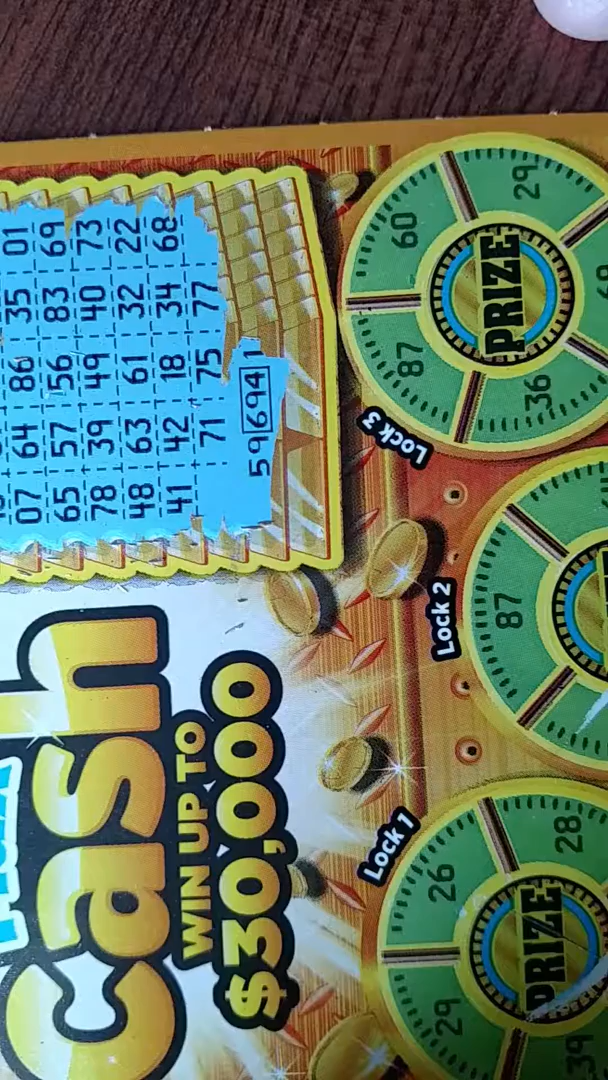 Cash
WIN UP TO
$30,000
07 64 86 35 01
65 57 56 83 69
78 39 49 40 73
48 63 61 32 22
41 42 18 34 68
71 75 77
596941
Lock 1
29 26
PRIZE
39 28
Lock 2
87
Lock 3
87 60
PRIZE
36 29